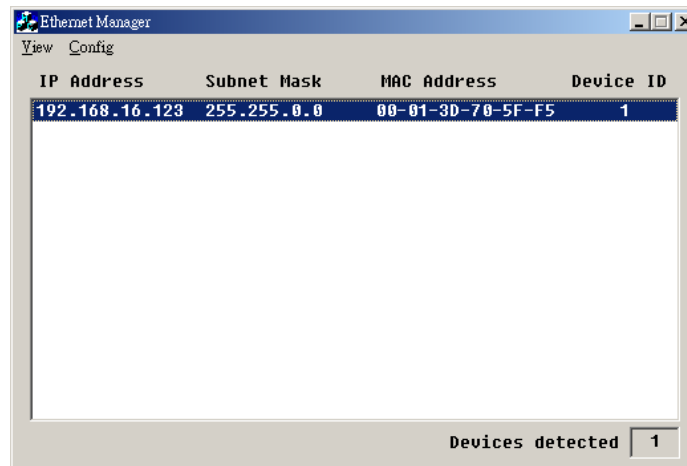 Ethernet Manager
View Config
IP Address Subnet Mask MAC Address Device ID
192.168.16.123 255.255.0.0 00-01-3D-70-5F-F5 1
Devices detected 1